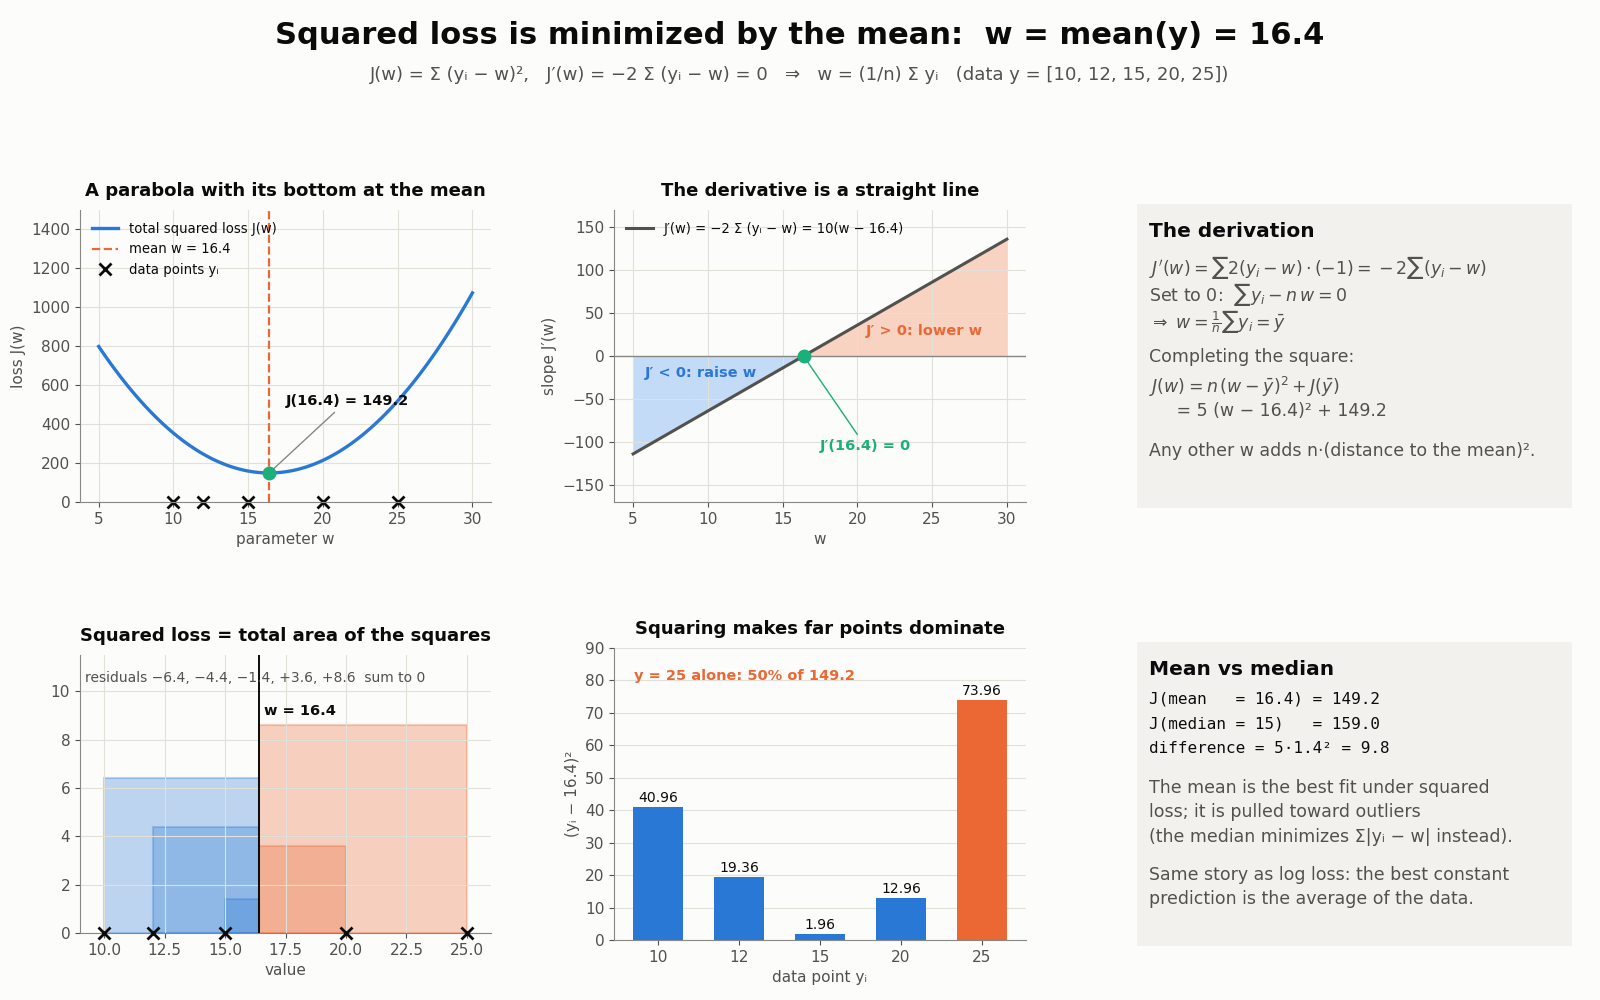 Squared loss is minimized by the mean:  w = mean(y) = 16.4
J(w) = Σ (yᵢ − w)²,   J′(w) = −2 Σ (yᵢ − w) = 0   ⇒   w = (1/n) Σ yᵢ   (data y = [10, 12, 15, 20, 25])
A parabola with its bottom at the mean
total squared loss J(w)
mean w = 16.4
data points yᵢ
J(16.4) = 149.2
1400
1200
1000
800
600
400
200
0
5 10 15 20 25 30
loss J(w)
parameter w
The derivative is a straight line
J′(w) = −2 Σ (yᵢ − w) = 10(w − 16.4)
J′ > 0: lower w
J′ < 0: raise w
J′(16.4) = 0
150
100
50
0
−50
−100
−150
5 10 15 20 25 30
slope J′(w)
w
The derivation
J′(w) = ∑2(yᵢ − w) · (−1) = −2∑(yᵢ − w)
Set to 0: ∑yᵢ − n w = 0
⇒ w = 1/n ∑yᵢ = ȳ
Completing the square:
J(w) = n (w − ȳ)² + J(ȳ)
= 5 (w − 16.4)² + 149.2
Any other w adds n·(distance to the mean)².
Squared loss = total area of the squares
residuals −6.4, −4.4, −1.4, +3.6, +8.6  sum to 0
w = 16.4
10
8
6
4
2
0
10.0 12.5 15.0 17.5 20.0 22.5 25.0
value
Squaring makes far points dominate
y = 25 alone: 50% of 149.2
90
80
70
60
50
40
30
20
10
0
40.96
19.36
1.96
12.96
73.96
10 12 15 20 25
(yᵢ − 16.4)²
data point yᵢ
Mean vs median
J(mean   = 16.4) = 149.2
J(median = 15)   = 159.0
difference = 5·1.4² = 9.8
The mean is the best fit under squared
loss; it is pulled toward outliers
(the median minimizes Σ|yᵢ − w| instead).
Same story as log loss: the best constant
prediction is the average of the data.